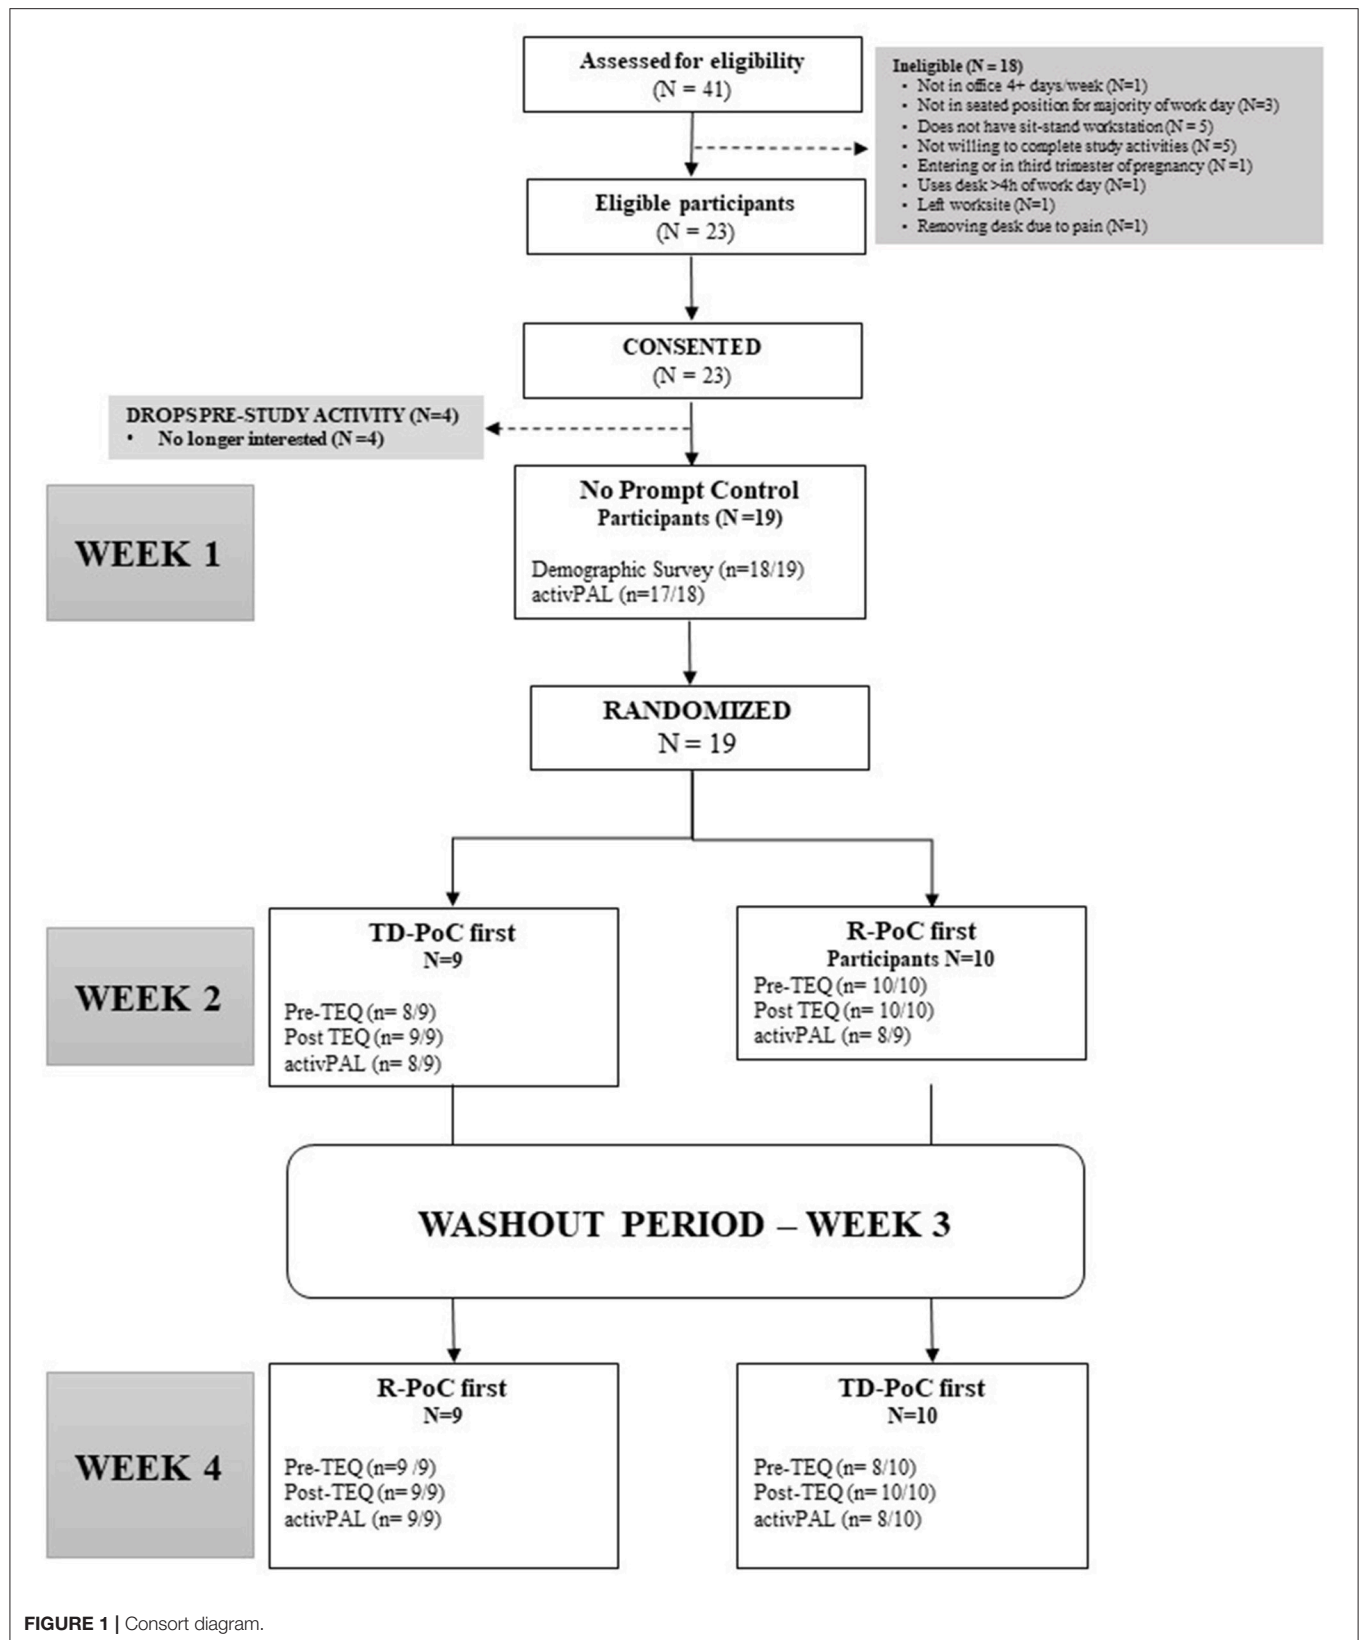 Assessed for eligibility
(N = 41)
Ineligible (N = 18)
▪ Not in office 4+ days/week (N=1)
▪ Not in seated position for majority of work day (N=3)
▪ Does not have sit-stand workstation (N = 5)
▪ Not willing to complete study activities (N =5)
▪ Entering or in third trimester of pregnancy (N =1)
▪ Uses desk >4h of work day (N=1)
▪ Left worksite (N=1)
▪ Removing desk due to pain (N=1)
Eligible participants
(N = 23)
CONSENTED
(N = 23)
DROPS PRE-STUDY ACTIVITY (N=4)
• No longer interested (N =4)
WEEK 1
No Prompt Control
Participants (N =19)
Demographic Survey (n=18/19)
activPAL (n=17/18)
RANDOMIZED
N = 19
WEEK 2
TD-PoC first
N=9
Pre-TEQ (n= 8/9)
Post TEQ (n= 9/9)
activPAL (n= 8/9)
R-PoC first
Participants N=10
Pre-TEQ (n= 10/10)
Post TEQ (n= 10/10)
activPAL (n= 8/9)
WASHOUT PERIOD – WEEK 3
WEEK 4
R-PoC first
N=9
Pre-TEQ (n=9 /9)
Post-TEQ (n= 9/9)
activPAL (n= 9/9)
TD-PoC first
N=10
Pre-TEQ (n= 8/10)
Post-TEQ (n= 10/10)
activPAL (n= 8/10)
FIGURE 1 | Consort diagram.